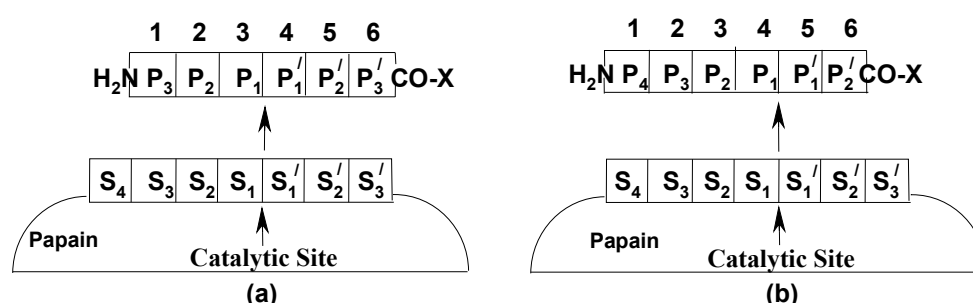 1 2 3 4 5 6
H₂N P₃ P₂ P₁ P₁′ P₂′ P₃′ CO-X
S₄ S₃ S₂ S₁ S₁′ S₂′ S₃′
Papain
Catalytic Site
(a)
1 2 3 4 5 6
H₂N P₄ P₃ P₂ P₁ P₁′ P₂′ CO-X
S₄ S₃ S₂ S₁ S₁′ S₂′ S₃′
Papain
Catalytic Site
(b)